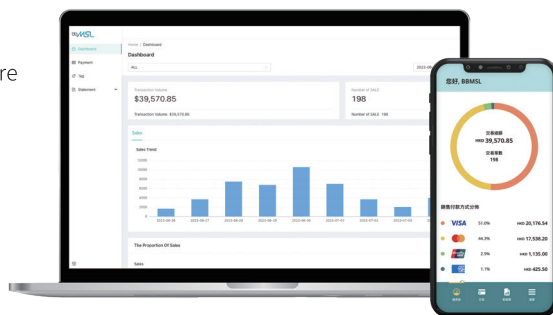 re
BBMSL
Home / Dashboard
Dashboard
Dashboard
Payment
ALL
Tag
Statement
Transaction Volume
$39,570.85
Transaction Volume $39,570.85
Number of SALE
198
Number of SALE 198
Sales
Sales Trend
12000
10000
8000
6000
4000
2000
0
The Proportion Of Sales
Sales
您好, BBMSL
交易總額
HKD 39,570.85
交易筆數
198
銷售付款方式分佈
VISA 51.0% HKD 20,176.54
44.3% HKD 17,538.20
2.9% HKD 1,135.00
1.1% HKD 425.50